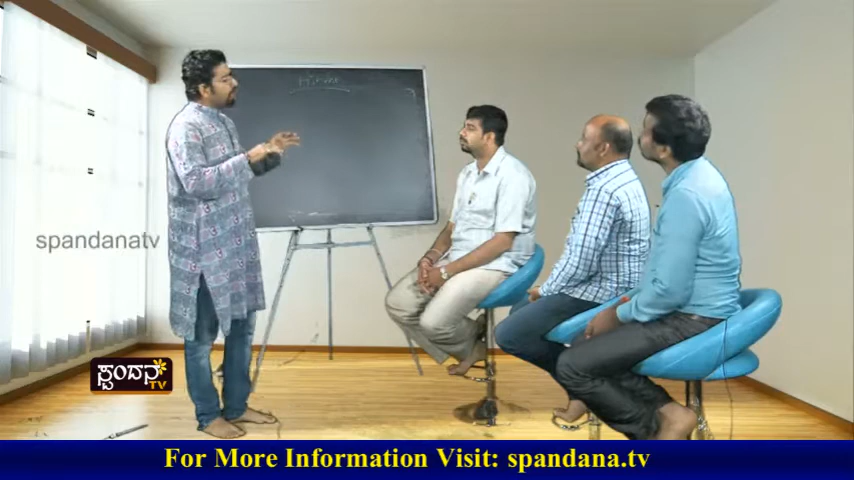 spandanatv
ಸ್ಪಂದನ
TV
For More Information Visit: spandana.tv